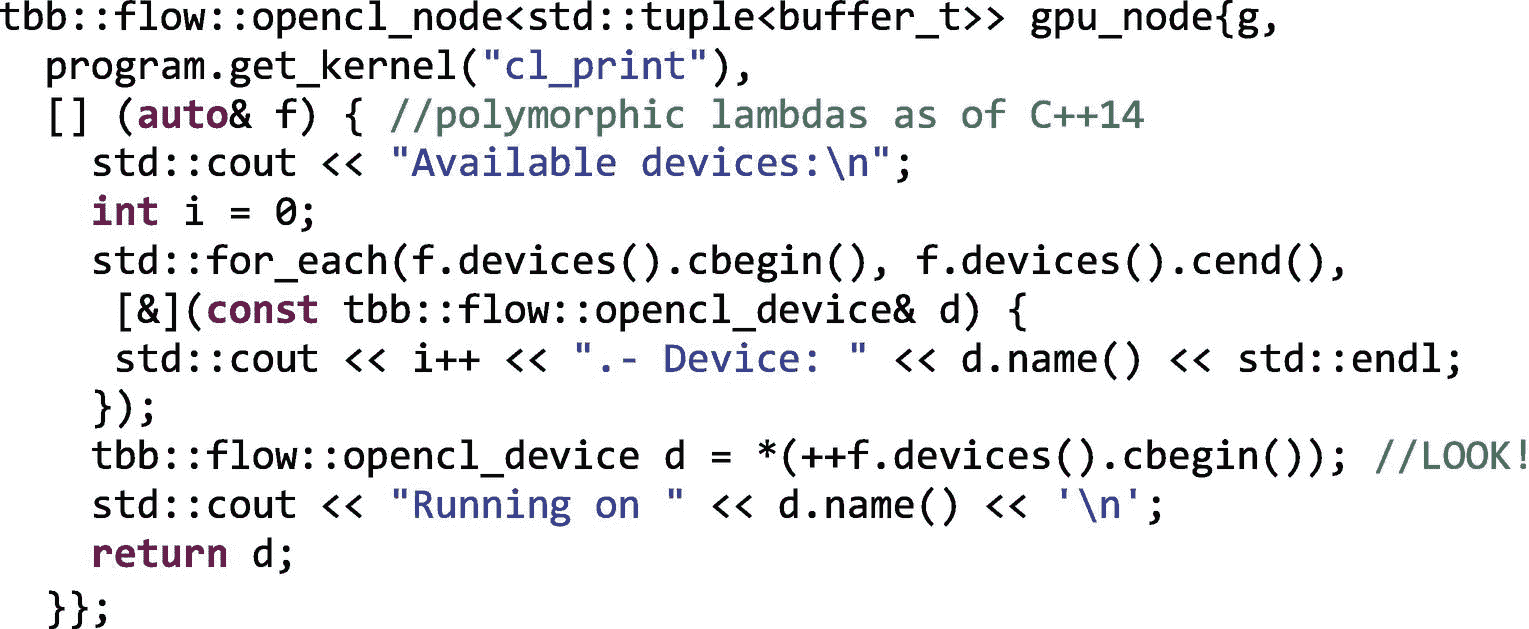 tbb::flow::opencl_node<std::tuple<buffer_t>> gpu_node{g,
  program.get_kernel("cl_print"),
  [] (auto& f) { //polymorphic lambdas as of C++14
    std::cout << "Available devices:\n";
    int i = 0;
    std::for_each(f.devices().cbegin(), f.devices().cend(),
     [&](const tbb::flow::opencl_device& d) {
     std::cout << i++ << ".- Device: " << d.name() << std::endl;
    });
    tbb::flow::opencl_device d = *(++f.devices().cbegin()); //LOOK!
    std::cout << "Running on " << d.name() << '\n';
    return d;
  }};